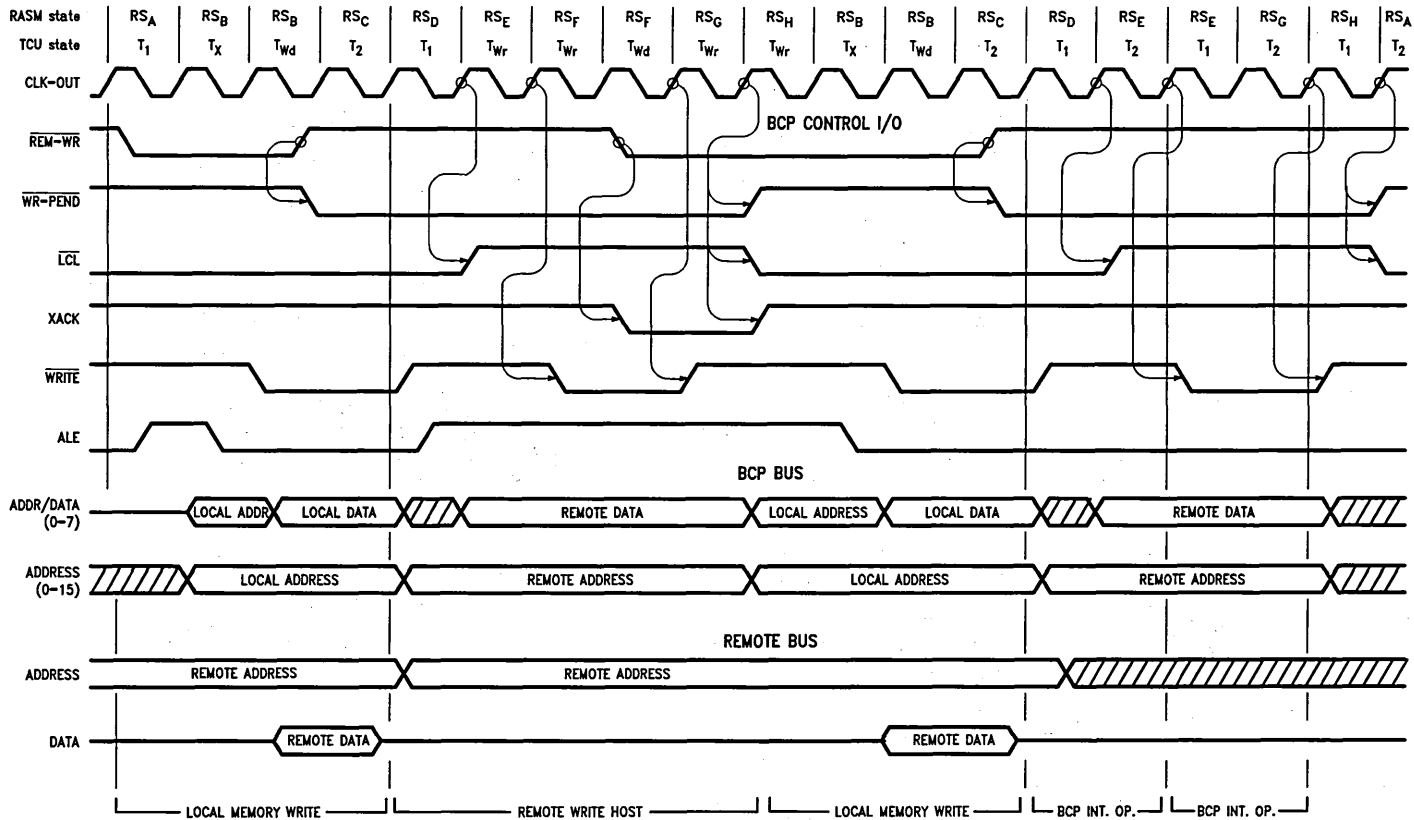 RASM state RSA RSB RSB RSC RSD RSE RSF RSF RSG RSH RSB RSB RSC RSD RSE RSE RSG RSH RSA
TCU state T1 TX TWd T2 T1 TWr TWr TWd TWr TWr TX TWd T2 T1 T2 T1 T2 T1 T2
CLK-OUT
BCP CONTROL I/O
REM-WR
WR-PEND
LCL
XACK
WRITE
ALE
BCP BUS
ADDR/DATA
(0-7)
LOCAL ADDR LOCAL DATA REMOTE DATA LOCAL ADDRESS LOCAL DATA REMOTE DATA
ADDRESS
(0-15)
LOCAL ADDRESS REMOTE ADDRESS LOCAL ADDRESS REMOTE ADDRESS
REMOTE BUS
ADDRESS REMOTE ADDRESS REMOTE ADDRESS
DATA REMOTE DATA REMOTE DATA
LOCAL MEMORY WRITE REMOTE WRITE HOST LOCAL MEMORY WRITE BCP INT. OP. BCP INT. OP.